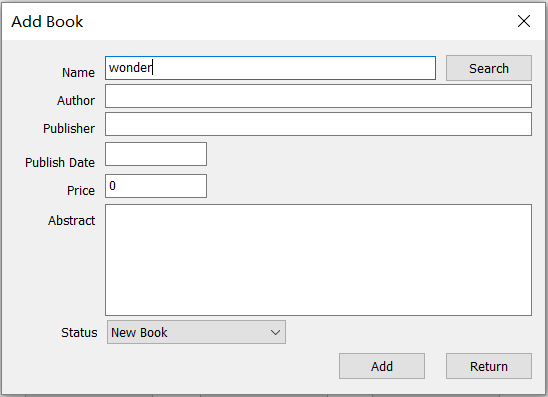 Add Book
Name wonder Search
Author
Publisher
Publish Date
Price 0
Abstract
Status New Book
Add Return